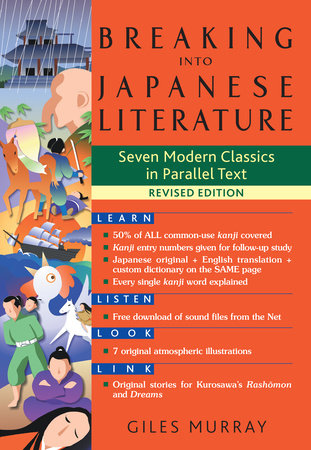 BREAKING
INTO
JAPANESE
LITERATURE
Seven Modern Classics
in Parallel Text
REVISED EDITION
LEARN
■ 50% of ALL common-use kanji covered
■ Kanji entry numbers given for follow-up study
■ Japanese original + English translation +
custom dictionary on the SAME page
■ Every single kanji word explained
LISTEN
■ Free download of sound files from the Net
LOOK
■ 7 original atmospheric illustrations
LINK
■ Original stories for Kurosawa's Rashōmon
and Dreams
GILES MURRAY